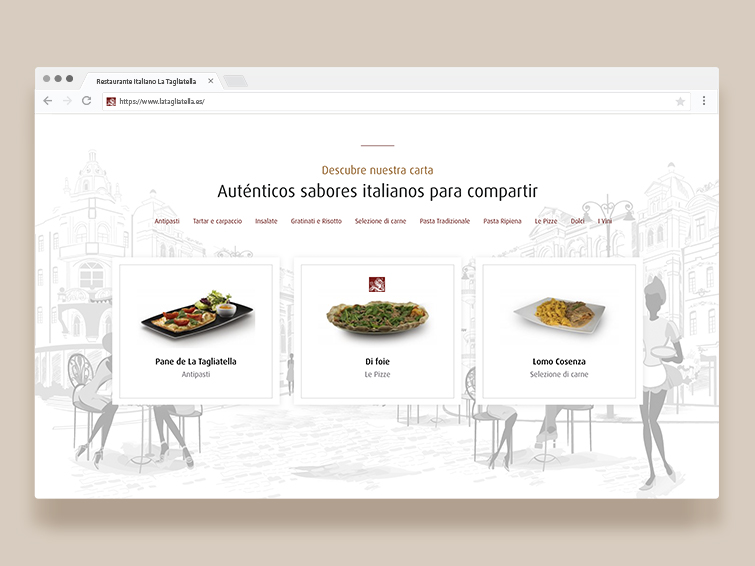 Restaurante Italiano La Tagliatella
https://www.latagliatella.es/
Descubre nuestra carta
Auténticos sabores italianos para compartir
Antipasti Tartar e carpaccio Insalate Gratinati e Risotto Selezione di carne Pasta Tradizionale Pasta Ripiena Le Pizze Dolci I Vini
Pane de La Tagliatella
Antipasti
Di foie
Le Pizze
Lomo Cosenza
Selezione di carne